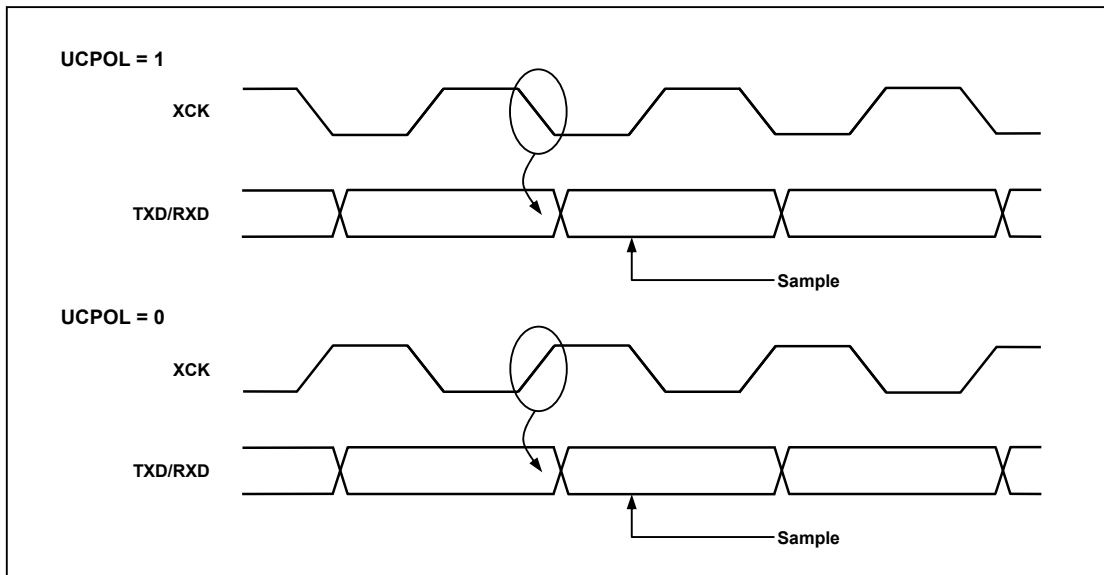 UCPOL = 1
XCK
TXD/RXD
Sample
UCPOL = 0
XCK
TXD/RXD
Sample